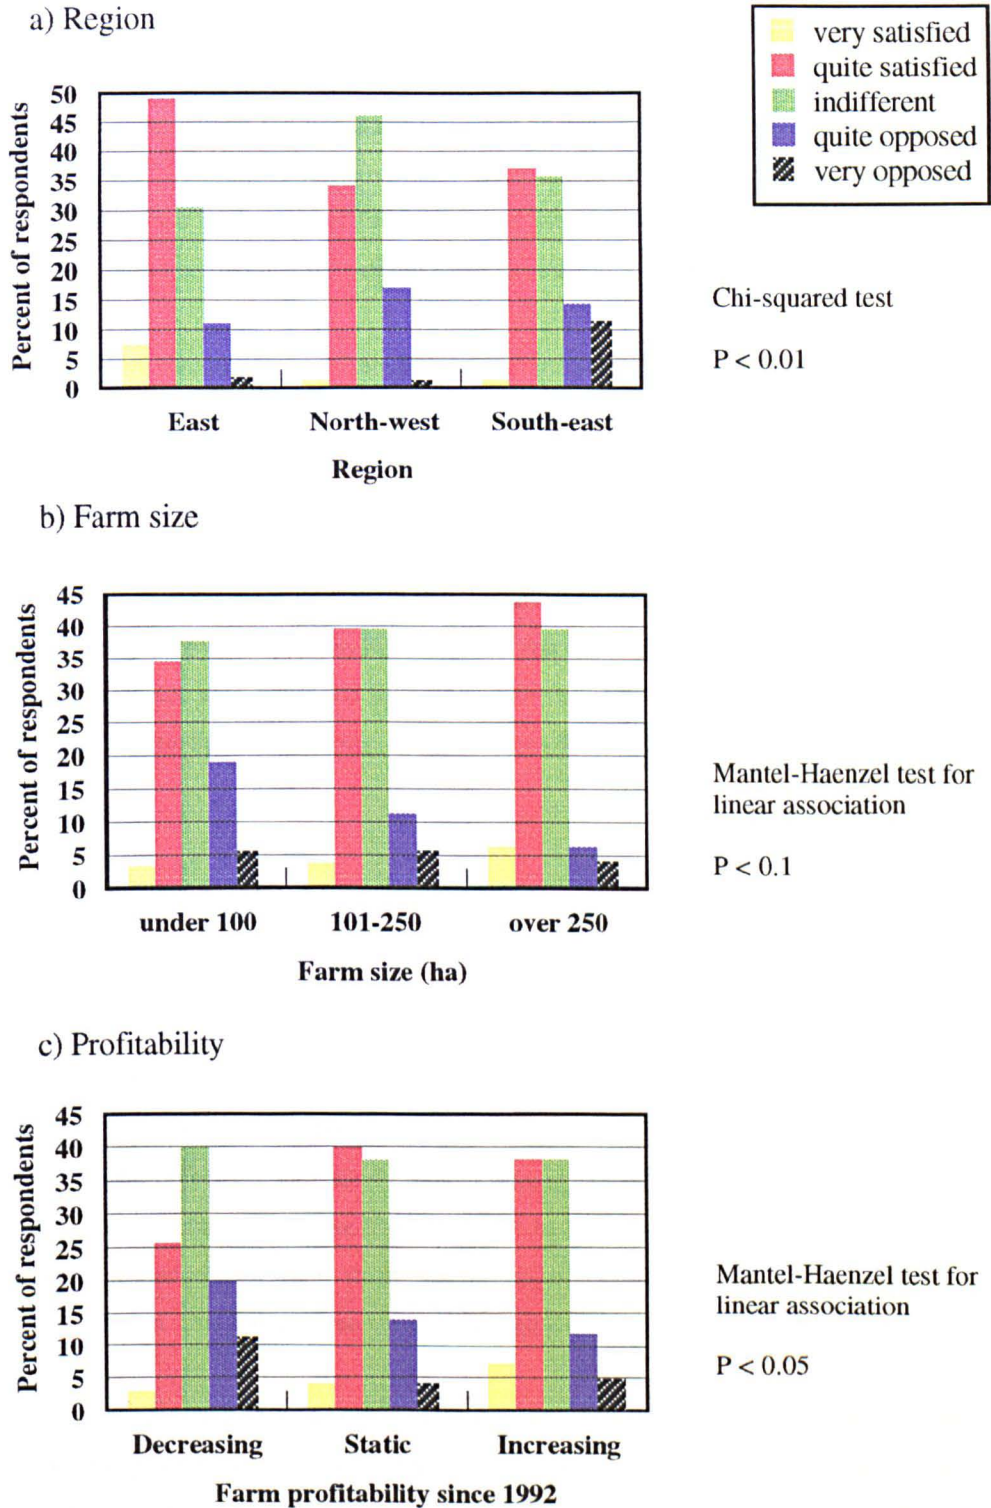 a) Region
very satisfied
quite satisfied
indifferent
quite opposed
very opposed
Percent of respondents
50
45
40
35
30
25
20
15
10
5
0
East North-west South-east
Region
Chi-squared test
P < 0.01
b) Farm size
Percent of respondents
45
40
35
30
25
20
15
10
5
0
under 100 101-250 over 250
Farm size (ha)
Mantel-Haenzel test for
linear association
P < 0.1
c) Profitability
Percent of respondents
45
40
35
30
25
20
15
10
5
0
Decreasing Static Increasing
Farm profitability since 1992
Mantel-Haenzel test for
linear association
P < 0.05